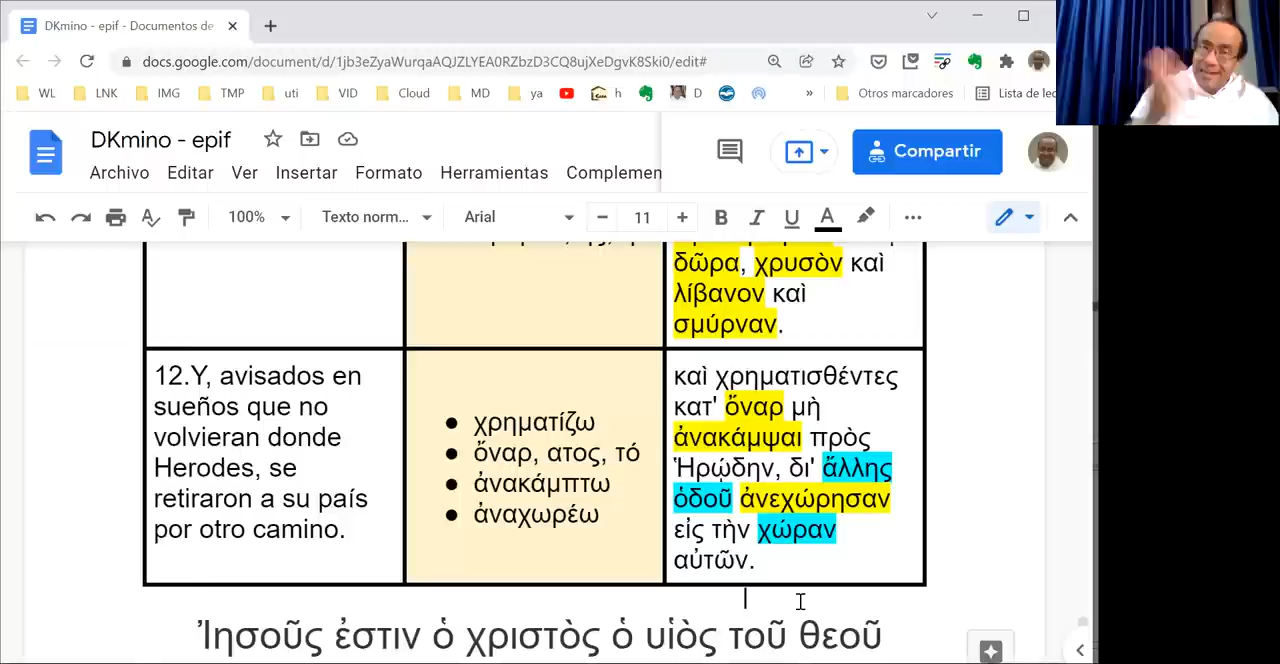 DKmino - epif - Documentos de
docs.google.com/document/d/1jb3eZyaWurqaAQJZLYEA0RZbzD3CQ8ujXeDgvK8Ski0/edit#
WL LNK IMG TMP uti VID Cloud MD ya h D » Otros marcadores Lista de lec
DKmino - epif
Archivo Editar Ver Insertar Formato Herramientas Complemen
Compartir
100% Texto norm... Arial 11 B I U A
δῶρα, χρυσὸν καὶ
λίβανον καὶ
σμύρναν.
12.Y, avisados en
sueños que no
volvieran donde
Herodes, se
retiraron a su país
por otro camino.
● χρηματίζω
● ὄναρ, ατος, τό
● ἀνακάμπτω
● ἀναχωρέω
καὶ χρηματισθέντες
κατ' ὄναρ μὴ
ἀνακάμψαι πρὸς
Ἡρῴδην, δι' ἄλλης
ὁδοῦ ἀνεχώρησαν
εἰς τὴν χώραν
αὐτῶν.
Ἰησοῦς ἐστιν ὁ χριστὸς ὁ υἱὸς τοῦ θεοῦ